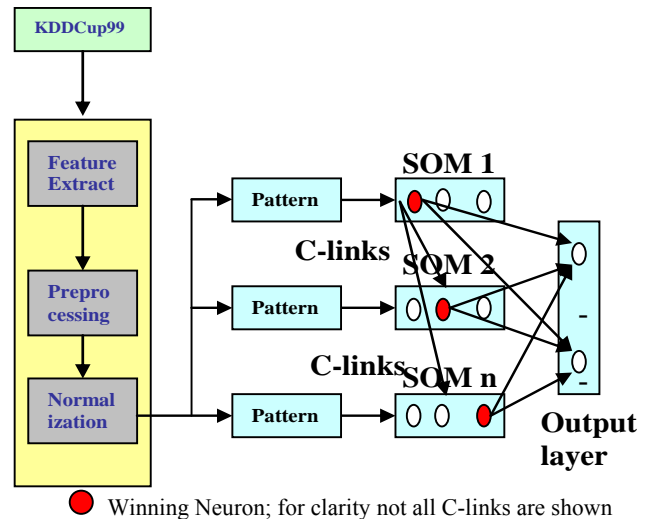 KDDCup99
Feature
Extract
Prepro
cessing
Normal
ization
Pattern
Pattern
Pattern
SOM 1
C-links
SOM 2
C-links
SOM n
-
-
Output
layer
Winning Neuron; for clarity not all C-links are shown